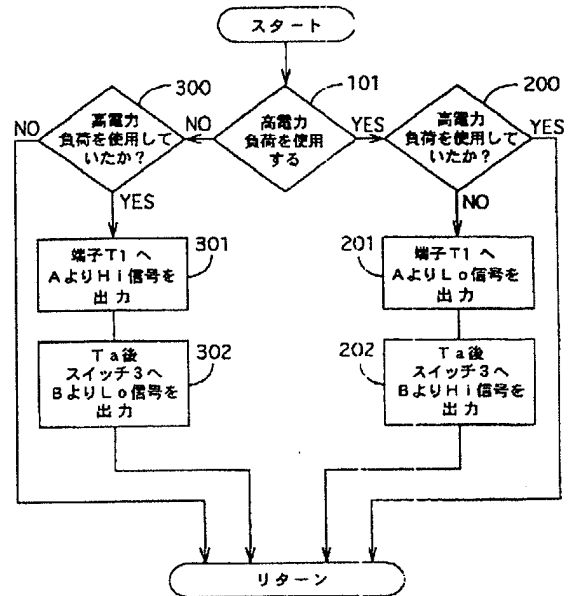 スタート
300
101
200
高電力
負荷を使用して
いたか?
NO
YES
高電力
負荷を使用
する
NO
YES
高電力
負荷を使用して
いたか?
YES
NO
端子T1へ
AよりHi信号を
出力
301
Ta後
スイッチ3へ
BよりLo信号を
出力
302
端子T1へ
AよりLo信号を
出力
201
Ta後
スイッチ3へ
BよりHi信号を
出力
202
リターン